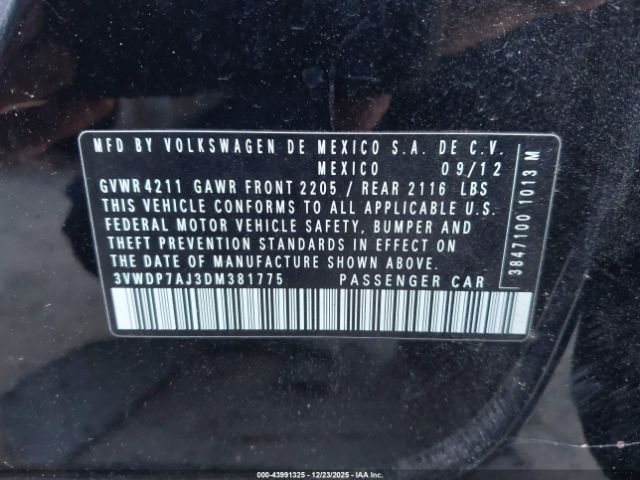 MFD BY VOLKSWAGEN DE MEXICO S.A. DE C.V.
MEXICO 09/12
GVWR 4211 GAWR FRONT 2205 / REAR 2116 LBS
THIS VEHICLE CONFORMS TO ALL APPLICABLE U.S.
FEDERAL MOTOR VEHICLE SAFETY, BUMPER AND
THEFT PREVENTION STANDARDS IN EFFECT ON
THE DATE OF MANUFACTURE SHOWN ABOVE.
3VWDP7AJ3DM381775 PASSENGER CAR
3847100 1013 M
000-43991325 - 12/23/2025 - IAAI.CA